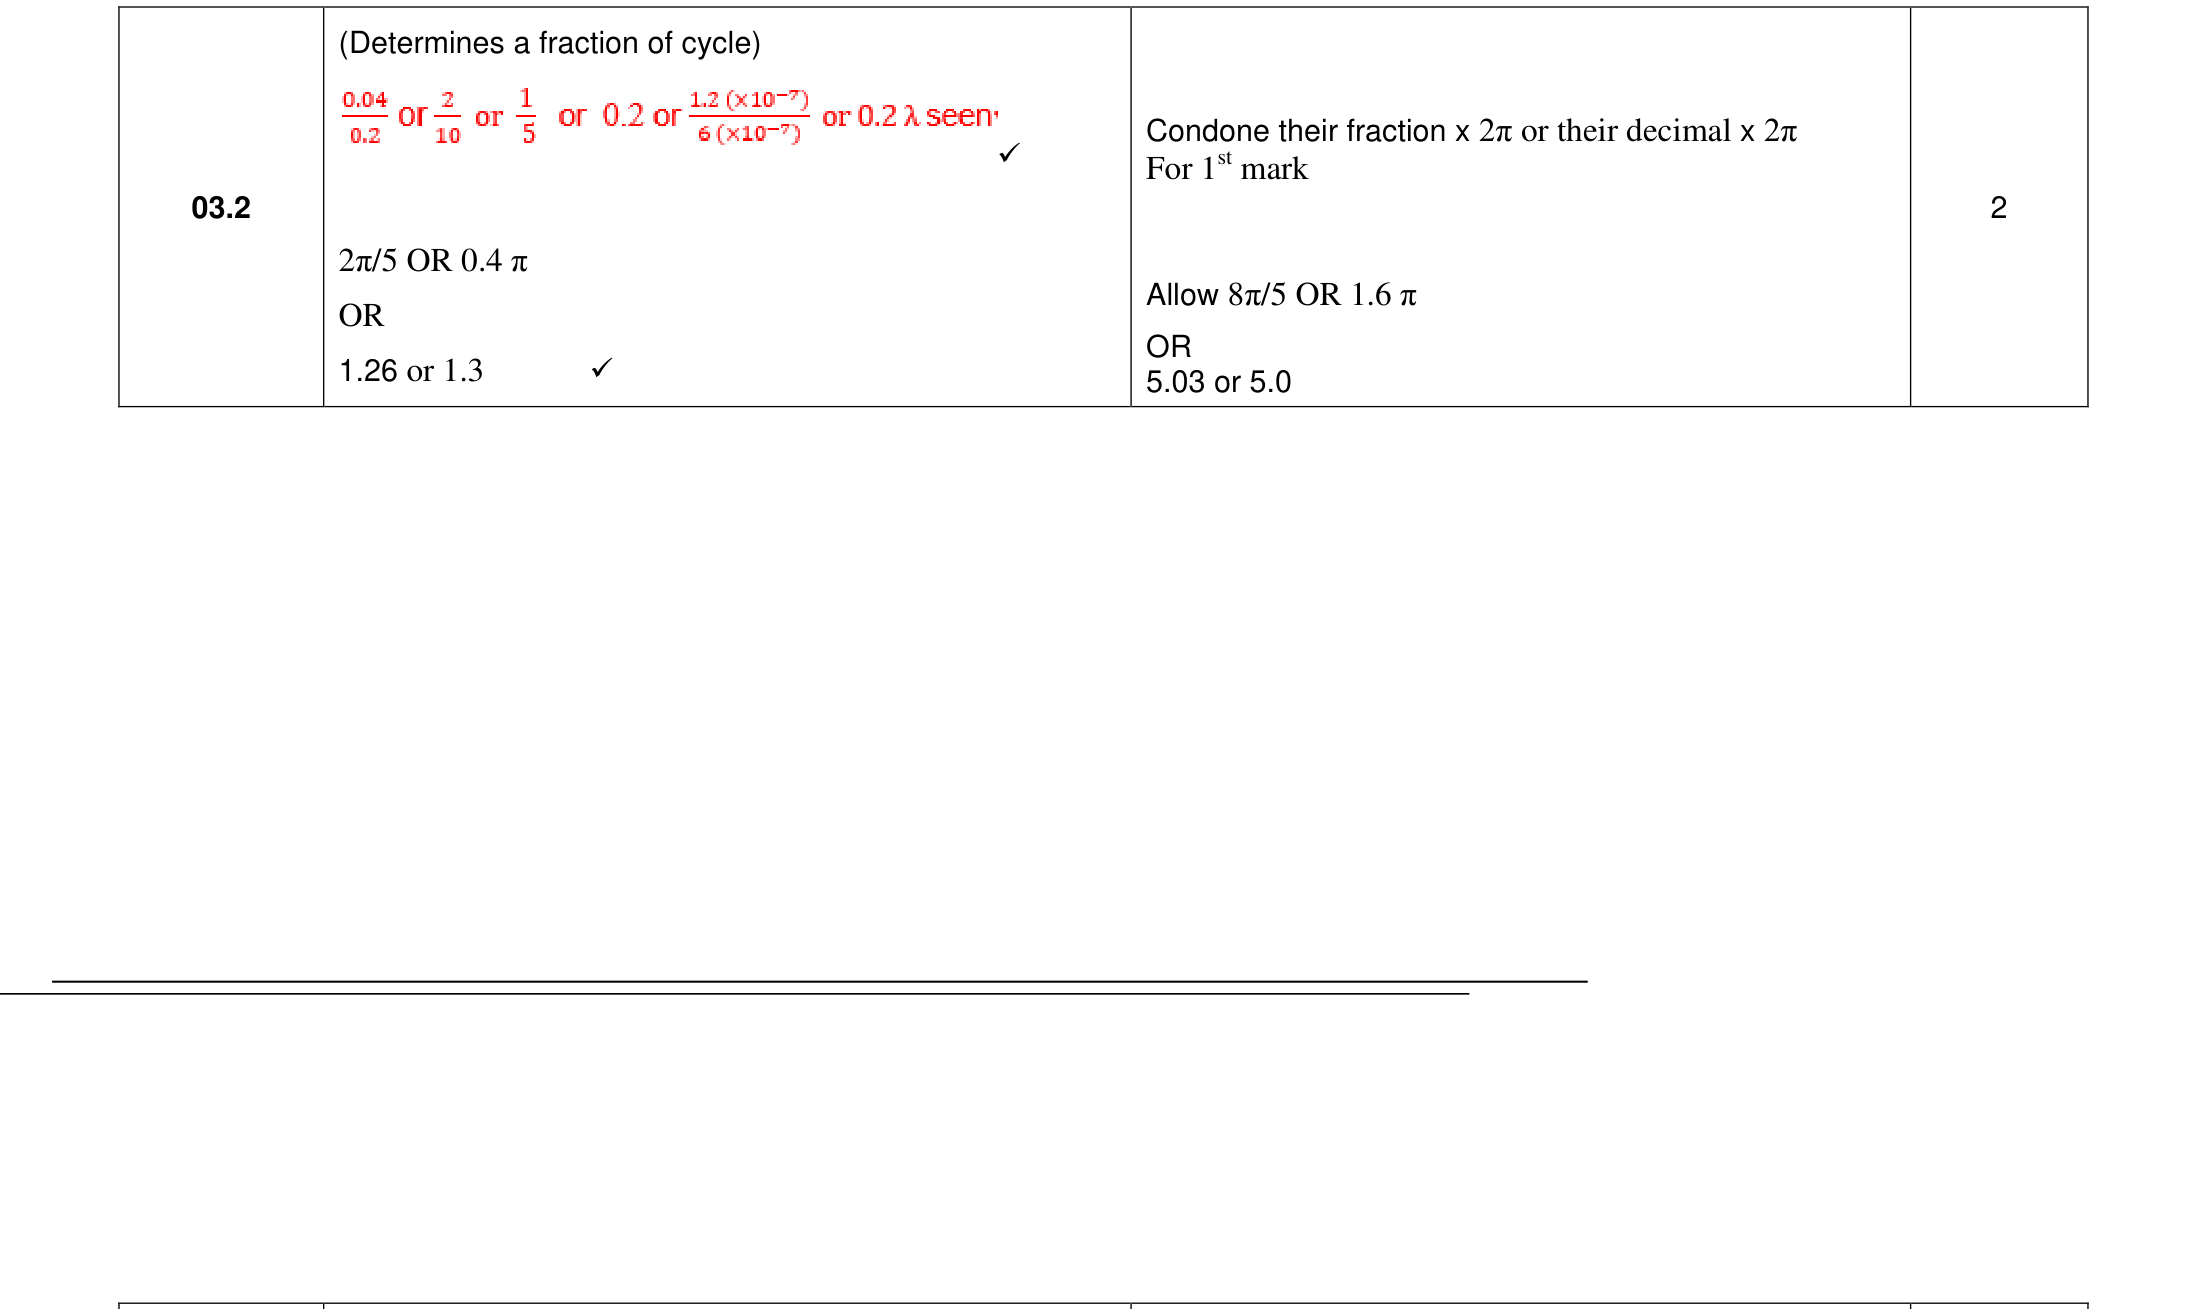 03.2
(Determines a fraction of cycle)
0.04/0.2 or 2/10 or 1/5 or 0.2 or 1.2 (×10⁻⁷)/6 (×10⁻⁷) or 0.2 λ seen
✓
2π/5 OR 0.4 π
OR
1.26 or 1.3 ✓
Condone their fraction x 2π or their decimal x 2π
For 1st mark
Allow 8π/5 OR 1.6 π
OR
5.03 or 5.0
2